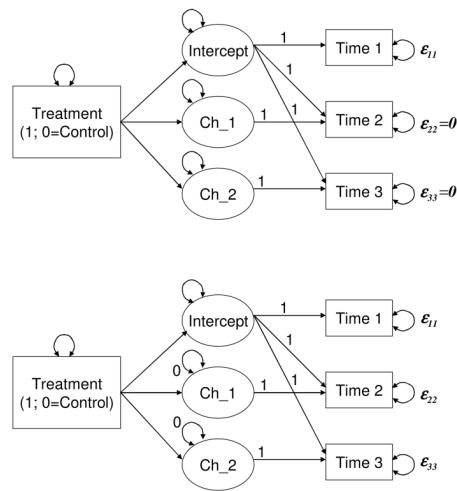 Intercept
1
Time 1
ε11
Treatment
(1; 0=Control)
1
Ch_1
1
1
Time 2
ε22=0
Ch_2
1
Time 3
ε33=0
Intercept
1
Time 1
ε11
Treatment
(1; 0=Control)
0
1
Ch_1
1
1
Time 2
ε22
0
Ch_2
1
Time 3
ε33